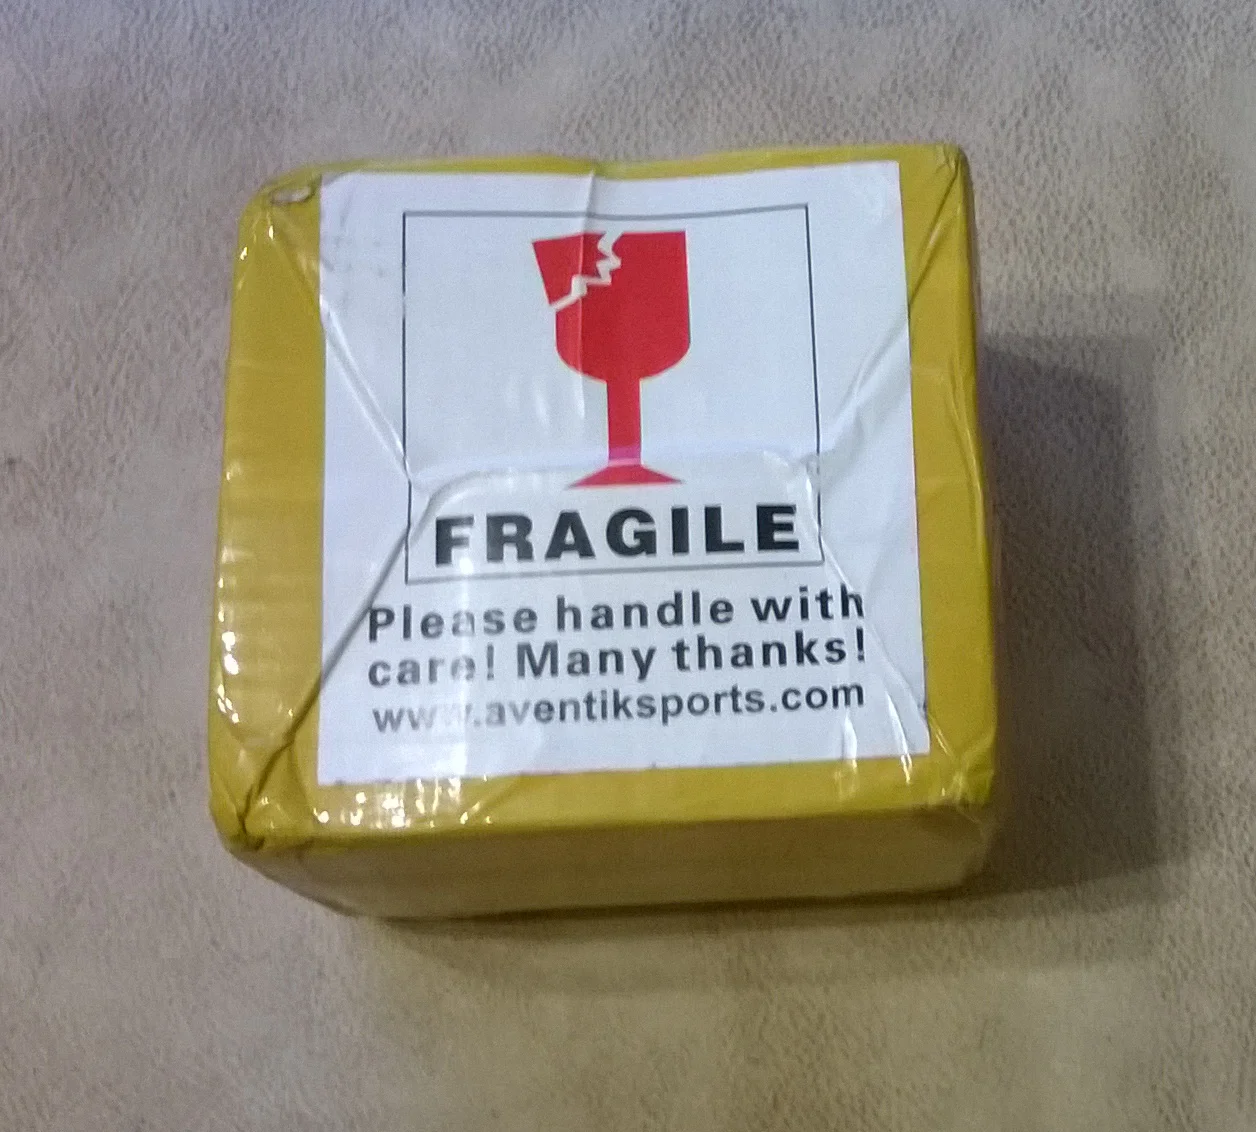 FRAGILE
Please handle with
care! Many thanks!
www.aventiksports.com